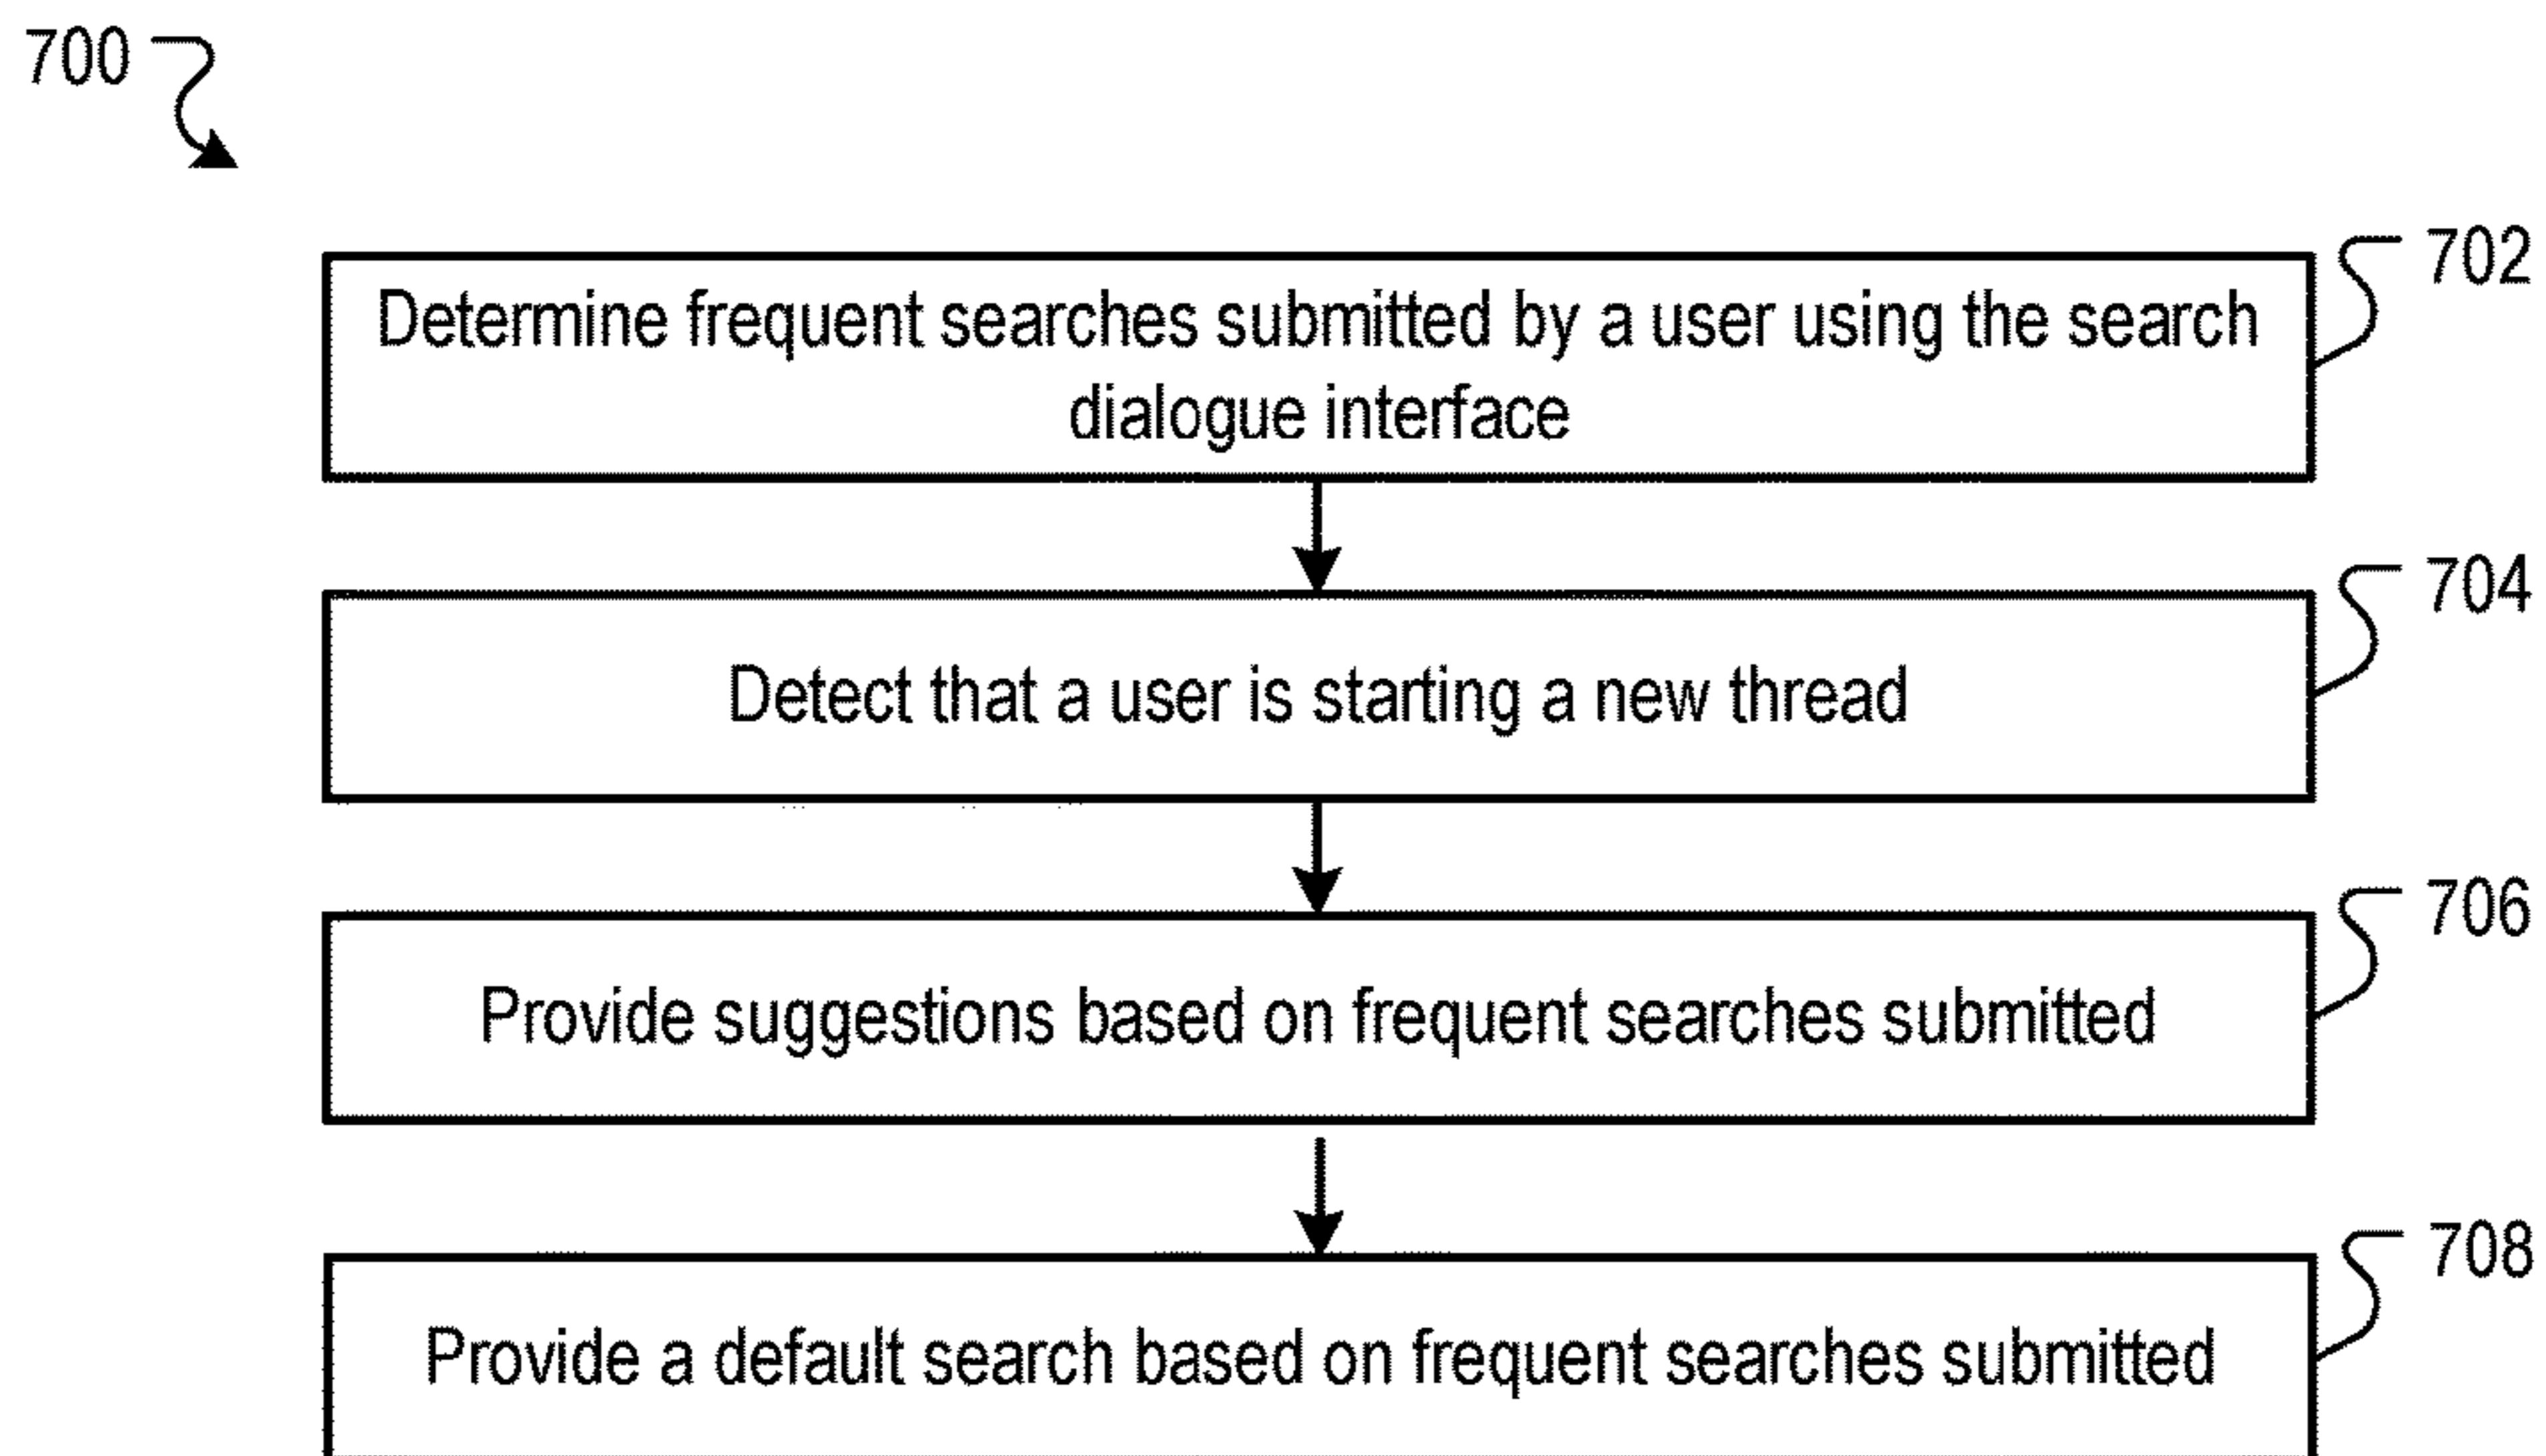 700
702
Determine frequent searches submitted by a user using the search
dialogue interface
704
Detect that a user is starting a new thread
706
Provide suggestions based on frequent searches submitted
708
Provide a default search based on frequent searches submitted